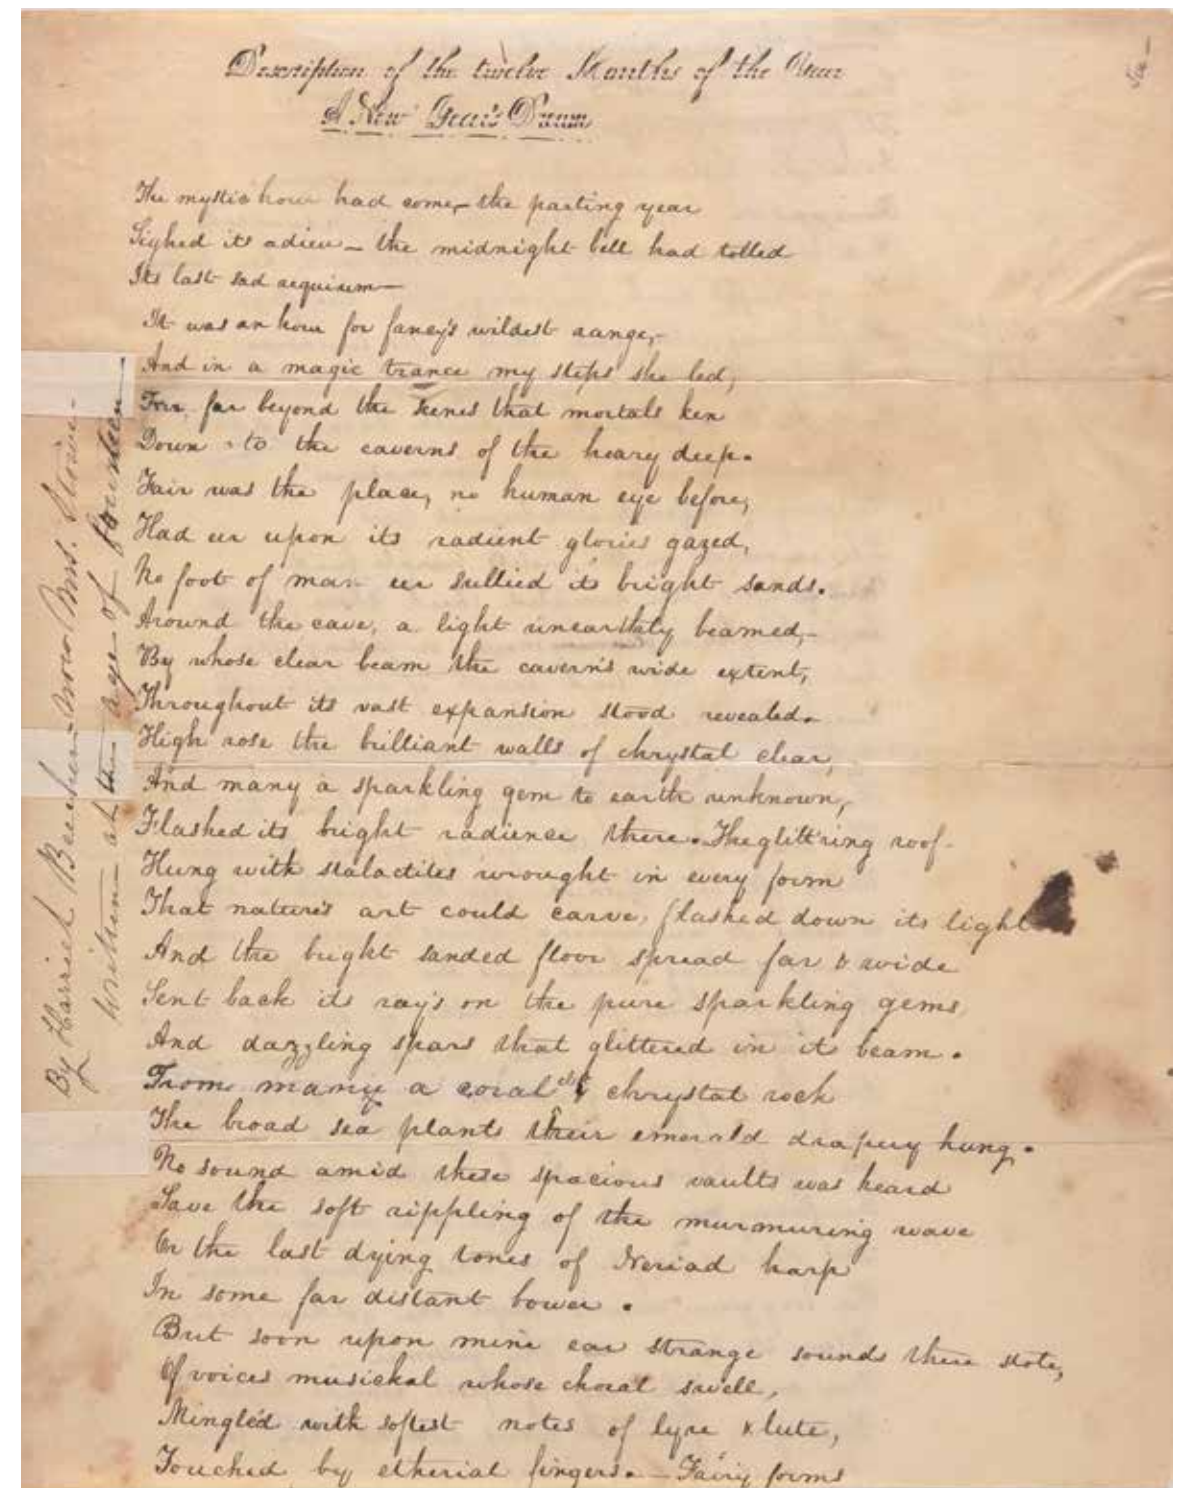 Description of the twelve Months of the Year
A New Year's Dream
The mystic hour had come, the parting year
Sighed its adieu – the midnight bell had tolled
Its last sad requiem –
It was an hour for fancy's wildest range, –
And in a magic trance my steps she led,
Far, far beyond the scenes that mortals ken
Down to the caverns of the heary deep.
Fair was the place, no human eye before,
Had eer upon its radient glories gazed,
No foot of man eer sullied its bright sands.
Around the cave, a light unearthly beamed, –
By whose clear beam the cavern's wide extent,
Throughout its vast expansion stood revealed.
High rose the brilliant walls of chrystal clear,
And many a sparkling gem to earth unknown,
Flashed its bright radience there. The glitt'ring roof
Hung with stalactites wrought in every form
That nature's art could carve, flashed down its light
And the bright sanded floor spread far & wide
Sent back its ray's on the pure sparkling gems
And dazzling spars that glittered in it beam.
From many a coral & chrystal rock
The broad sea plants their emerald drapery hung.
No sound amid these spacious vaults was heard
Save the soft rippling of the murmuring wave
Or the last dying tones of Neriad harp
In some far distant bower.
But soon upon mine ear strange sounds there stole,
Of voices musickal whose choral swell,
Mingled with softest notes of lyre & lute,
Touched by etherial fingers. – Fairy forms
By Harriet Beecher – now Mrs. Stowe –
Written at the age of fourteen –